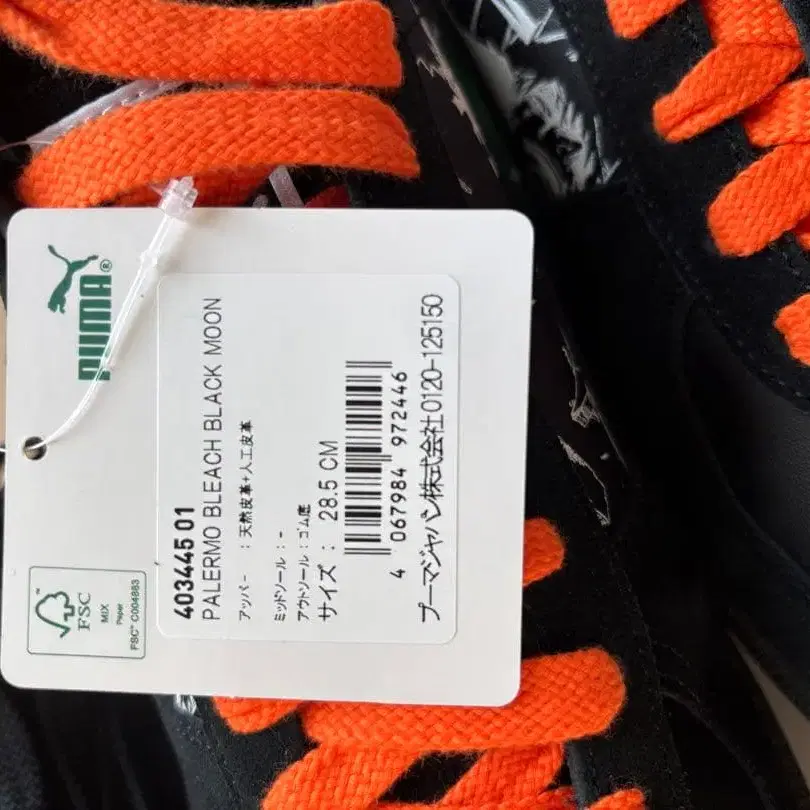 PUMA®
403445 01
PALERMO BLEACH BLACK MOON
アッパー : 天然皮革+人工皮革
ミッドソール : -
アウトソール : ゴム底
サイズ : 28.5 CM
4 067984 972446
プーマジャパン株式会社 0120-125150
FSC
MIX
Paper
FSC® C004883